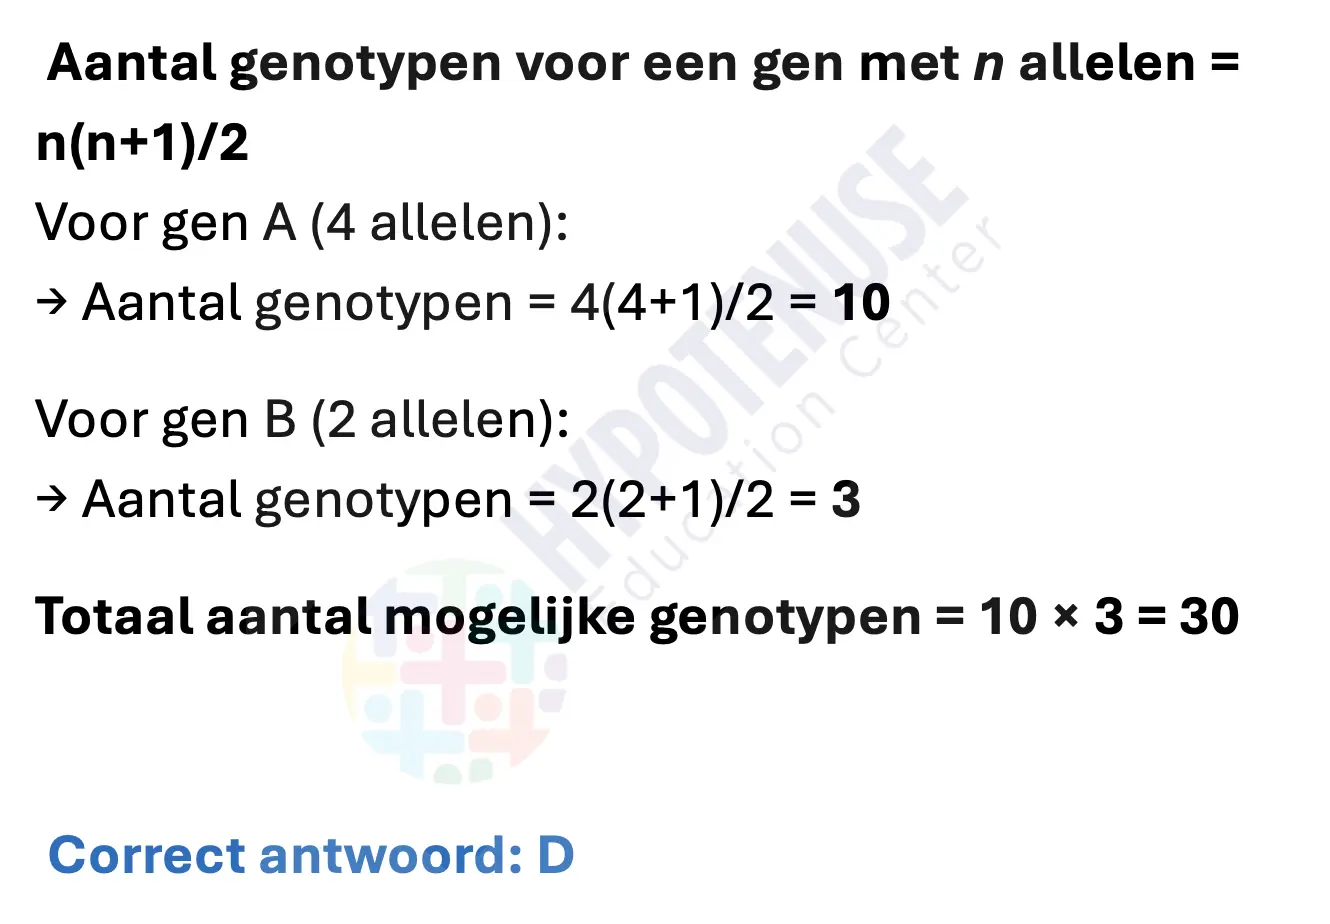 Aantal genotypen voor een gen met n allelen =
n(n+1)/2
Voor gen A (4 allelen):
→ Aantal genotypen = 4(4+1)/2 = 10
Voor gen B (2 allelen):
→ Aantal genotypen = 2(2+1)/2 = 3
Totaal aantal mogelijke genotypen = 10 × 3 = 30
Correct antwoord: D
HYPOTENUSE
Education Center